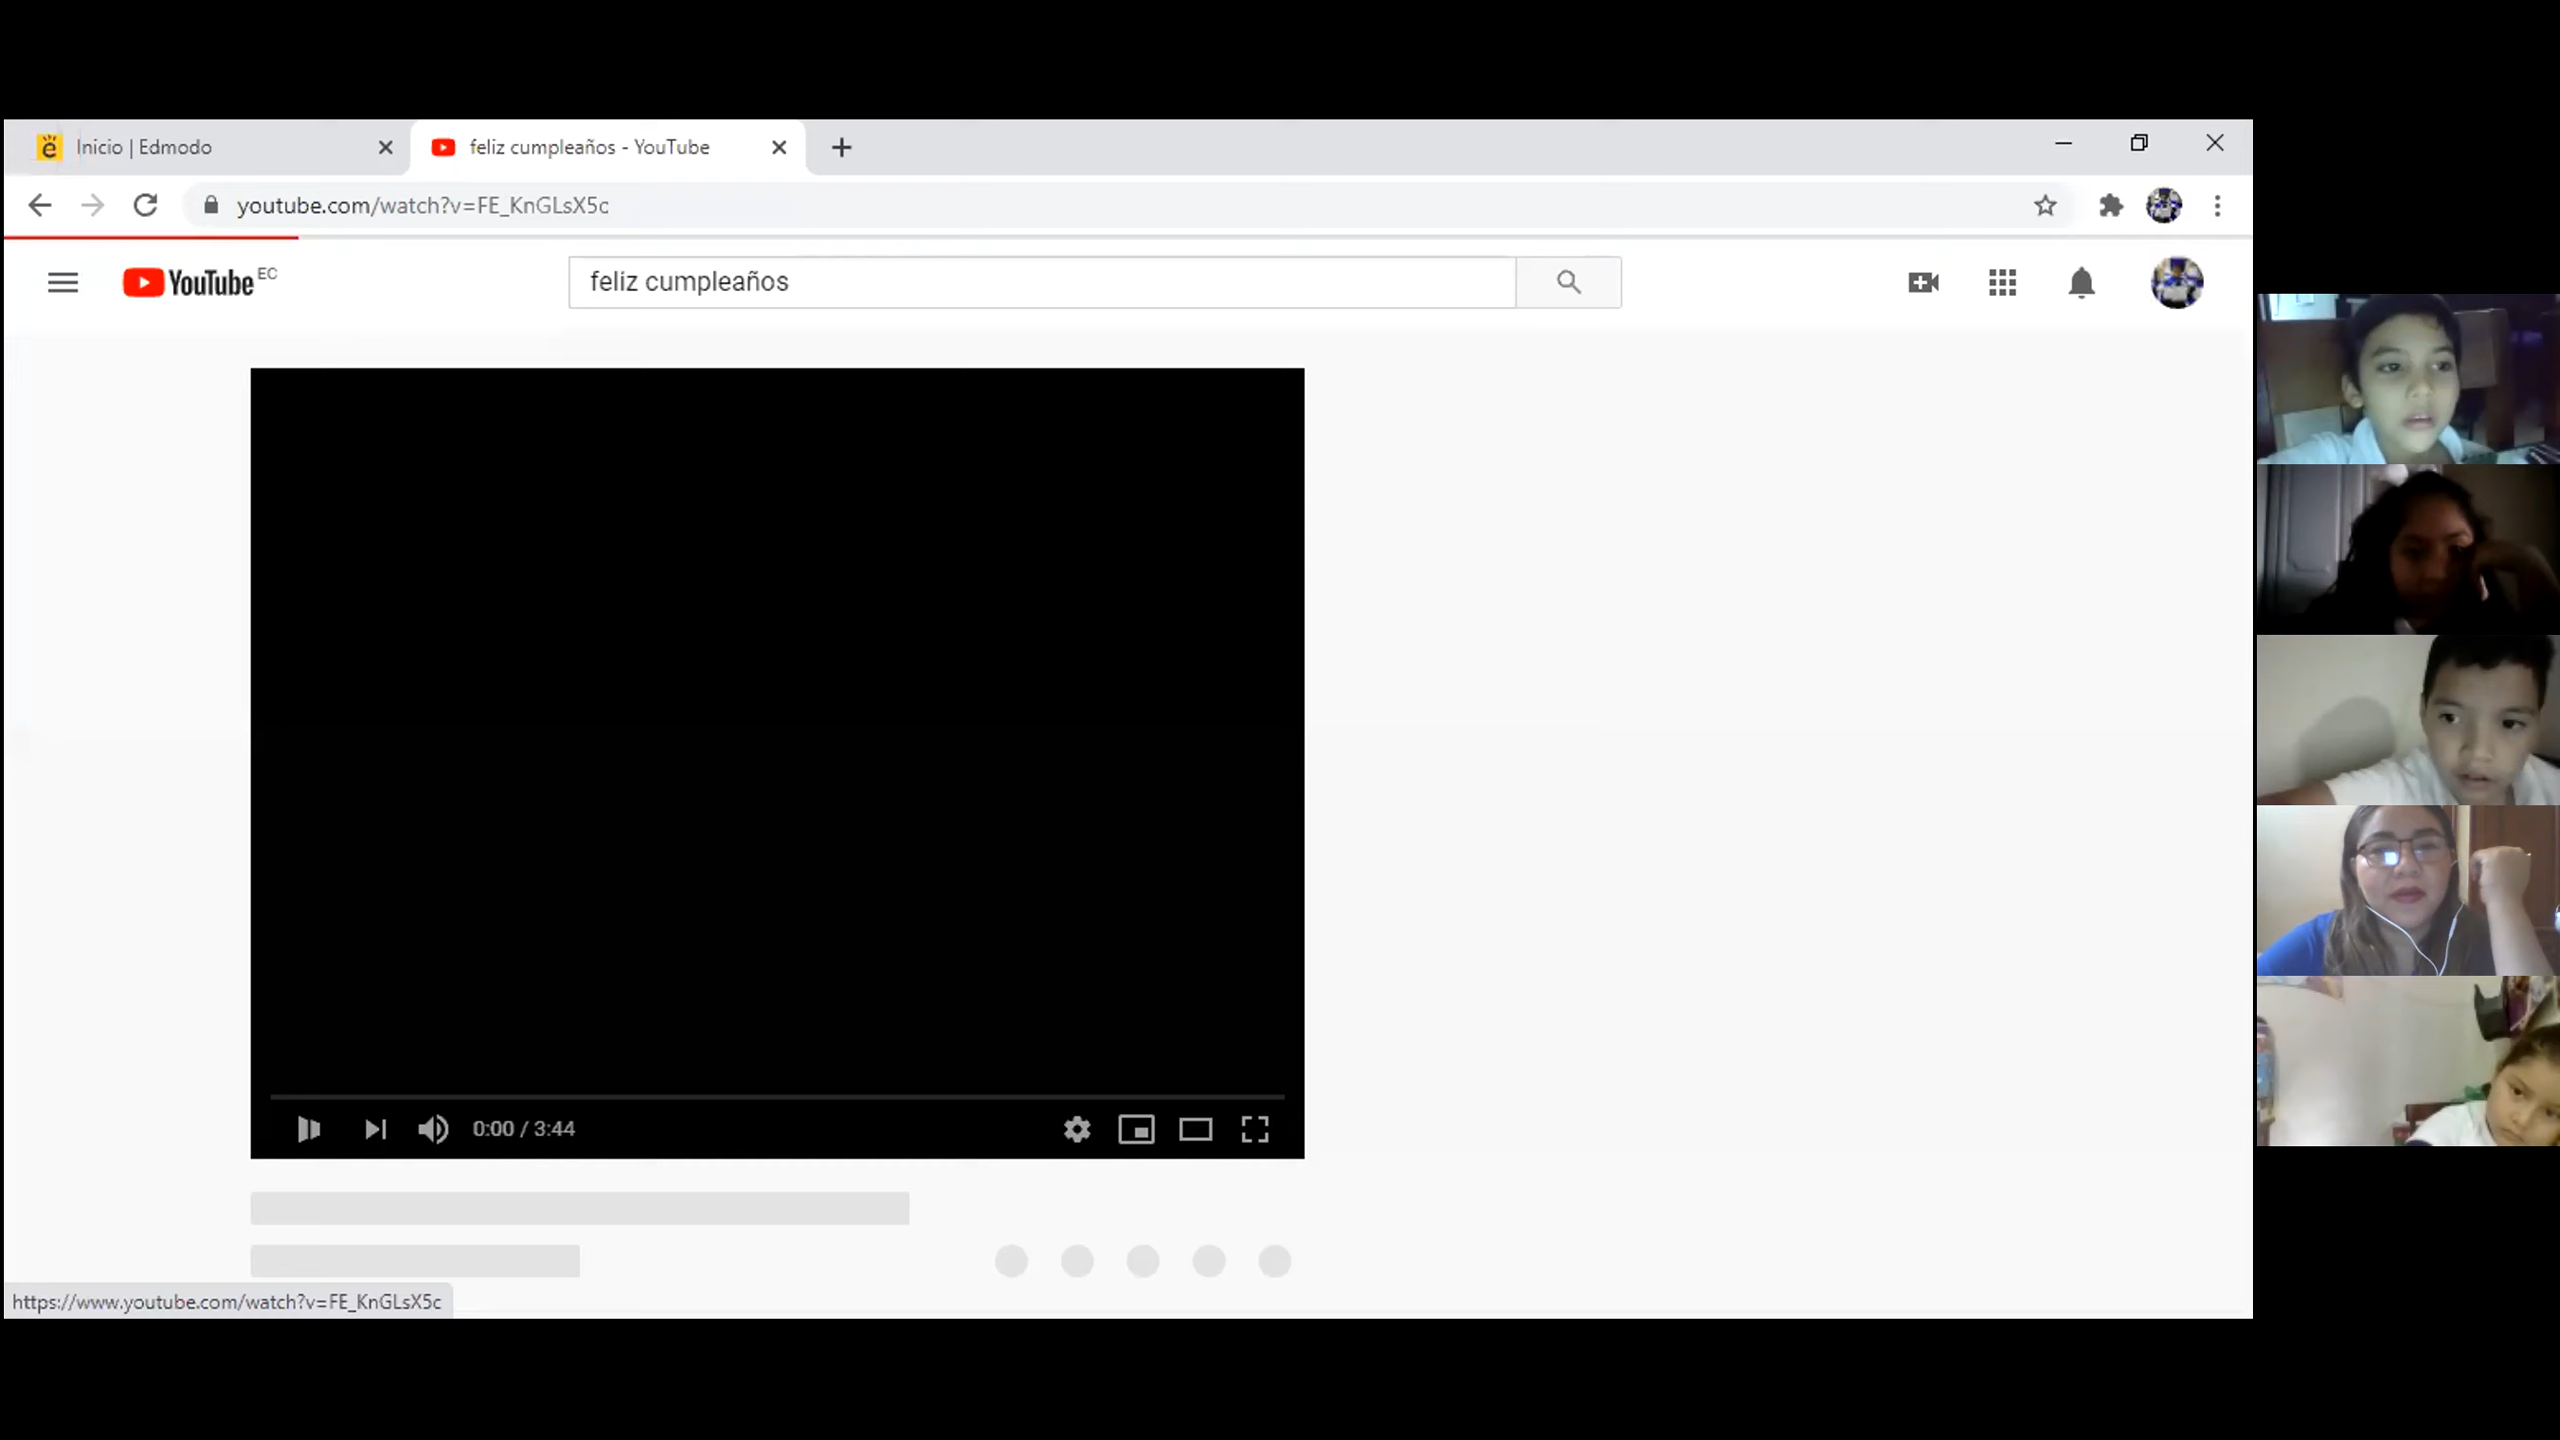 Inicio | Edmodo
feliz cumpleaños - YouTube
youtube.com/watch?v=FE_KnGLsX5c
YouTube EC
feliz cumpleaños
0:00 / 3:44
https://www.youtube.com/watch?v=FE_KnGLsX5c